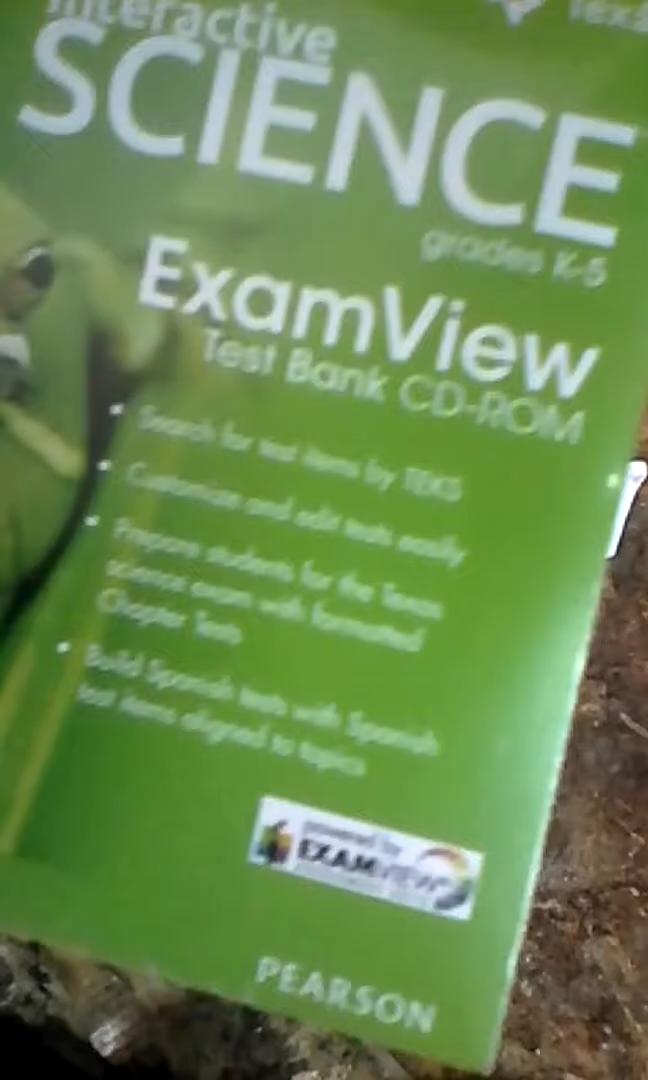 Interactive
SCIENCE
grades K-5
ExamView
Test Bank CD-ROM
Search for test items by TEKS
Customize and edit tests easily
Prepare students for the Texas
science exam with formatted
Chapter Tests
Build Spanish tests with Spanish
test items aligned to topics
powered by
EXAMVIEW
PEARSON